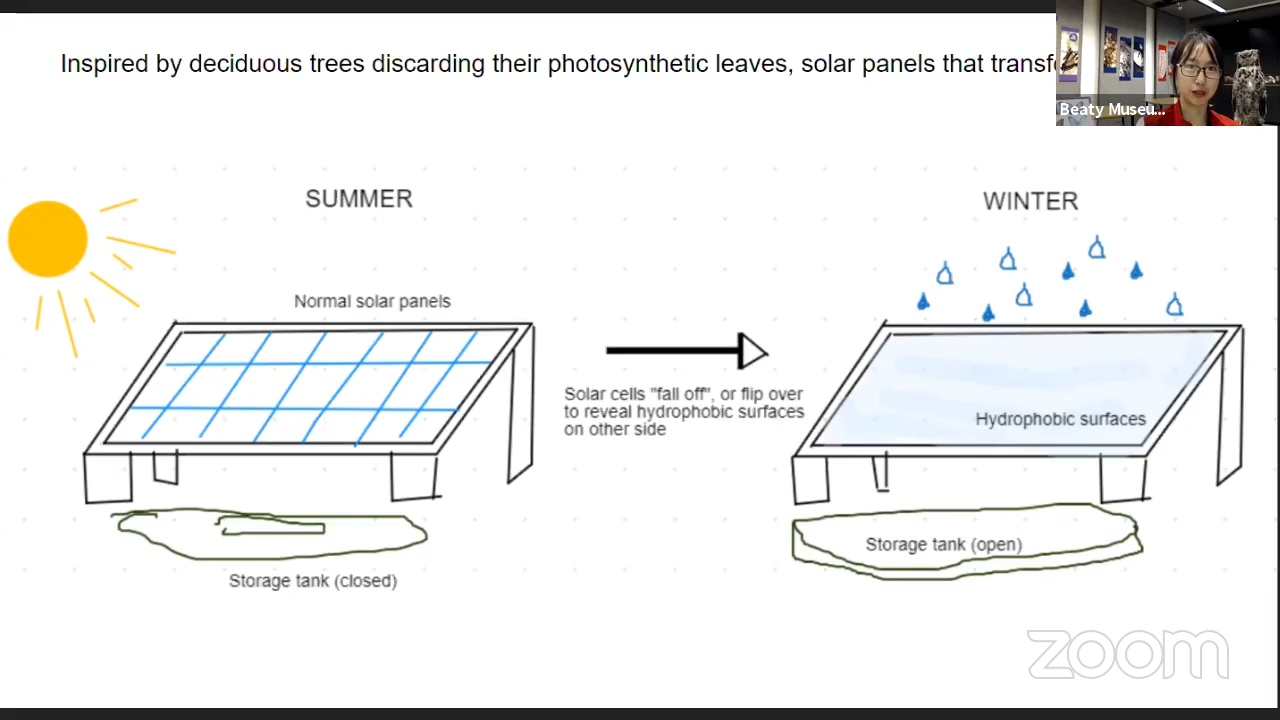 Inspired by deciduous trees discarding their photosynthetic leaves, solar panels that transf
Beaty Museu...
SUMMER
WINTER
Normal solar panels
Solar cells "fall off", or flip over
to reveal hydrophobic surfaces
on other side
Hydrophobic surfaces
Storage tank (open)
Storage tank (closed)
zoom